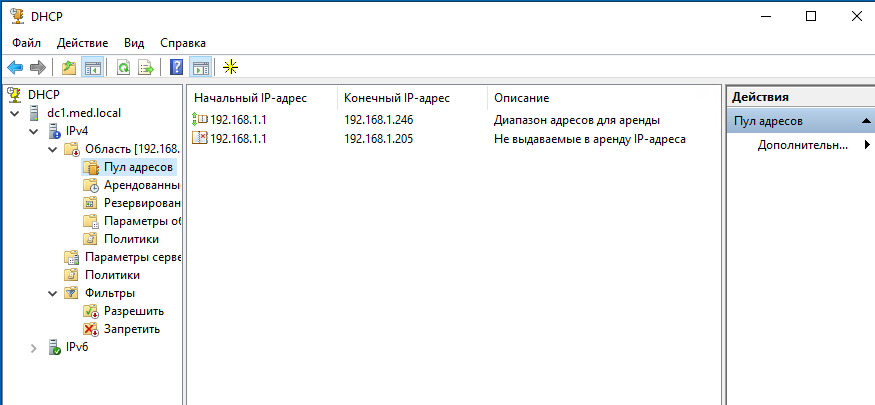 DHCP
Файл Действие Вид Справка
DHCP
dc1.med.local
IPv4
Область [192.168.
Пул адресов
Арендованные
Резервирован
Параметры об
Политики
Параметры серве
Политики
Фильтры
Разрешить
Запретить
IPv6
Начальный IP-адрес Конечный IP-адрес Описание
192.168.1.1 192.168.1.246 Диапазон адресов для аренды
192.168.1.1 192.168.1.205 Не выдаваемые в аренду IP-адреса
Действия
Пул адресов
Дополнительн...